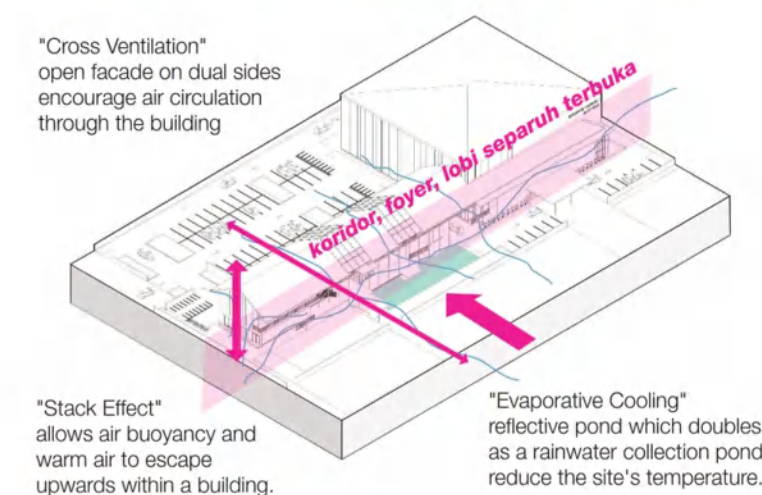 "Cross Ventilation"
open facade on dual sides
encourage air circulation
through the building
koridor, foyer, lobi separuh terbuka
"Stack Effect"
allows air buoyancy and
warm air to escape
upwards within a building.
"Evaporative Cooling"
reflective pond which doubles
as a rainwater collection pond
reduce the site's temperature.